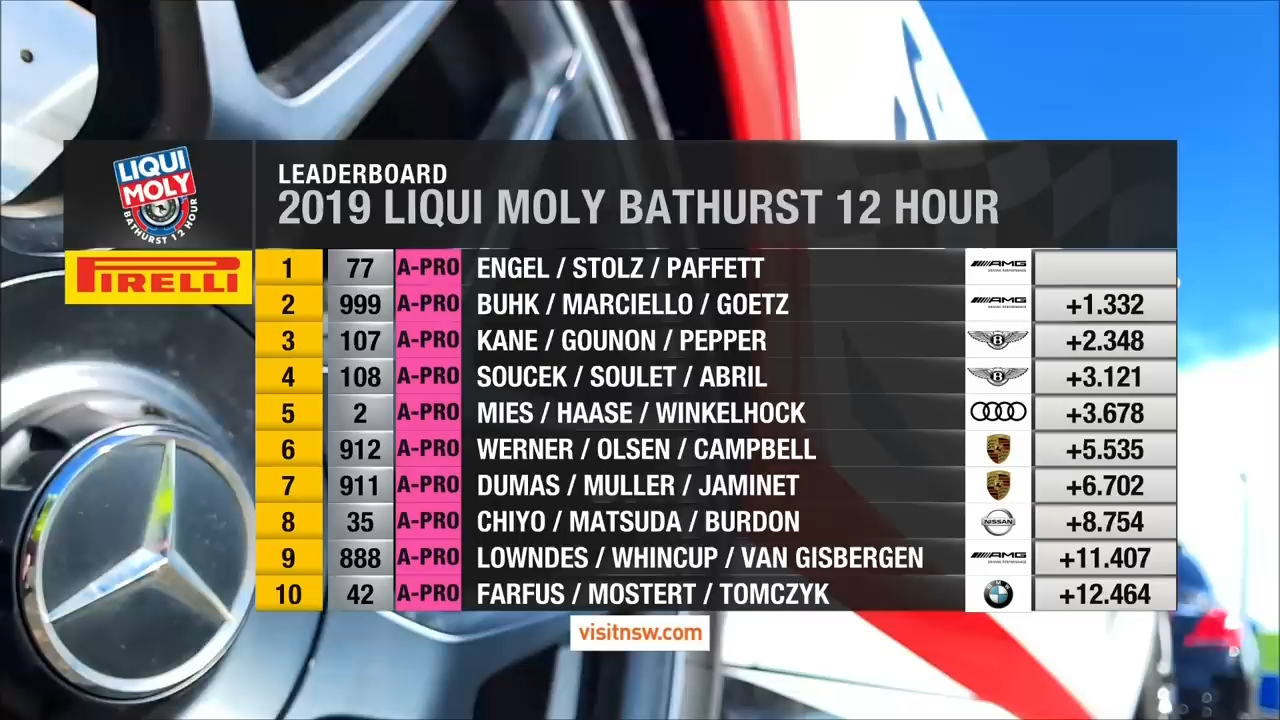 LIQUI MOLY
BATHURST 12 HOUR
LEADERBOARD
2019 LIQUI MOLY BATHURST 12 HOUR
PIRELLI
1 77 A-PRO ENGEL / STOLZ / PAFFETT AMG
2 999 A-PRO BUHK / MARCIELLO / GOETZ AMG +1.332
3 107 A-PRO KANE / GOUNON / PEPPER B +2.348
4 108 A-PRO SOUCEK / SOULET / ABRIL B +3.121
5 2 A-PRO MIES / HAASE / WINKELHOCK +3.678
6 912 A-PRO WERNER / OLSEN / CAMPBELL +5.535
7 911 A-PRO DUMAS / MULLER / JAMINET +6.702
8 35 A-PRO CHIYO / MATSUDA / BURDON NISSAN +8.754
9 888 A-PRO LOWNDES / WHINCUP / VAN GISBERGEN AMG +11.407
10 42 A-PRO FARFUS / MOSTERT / TOMCZYK +12.464
visitnsw.com